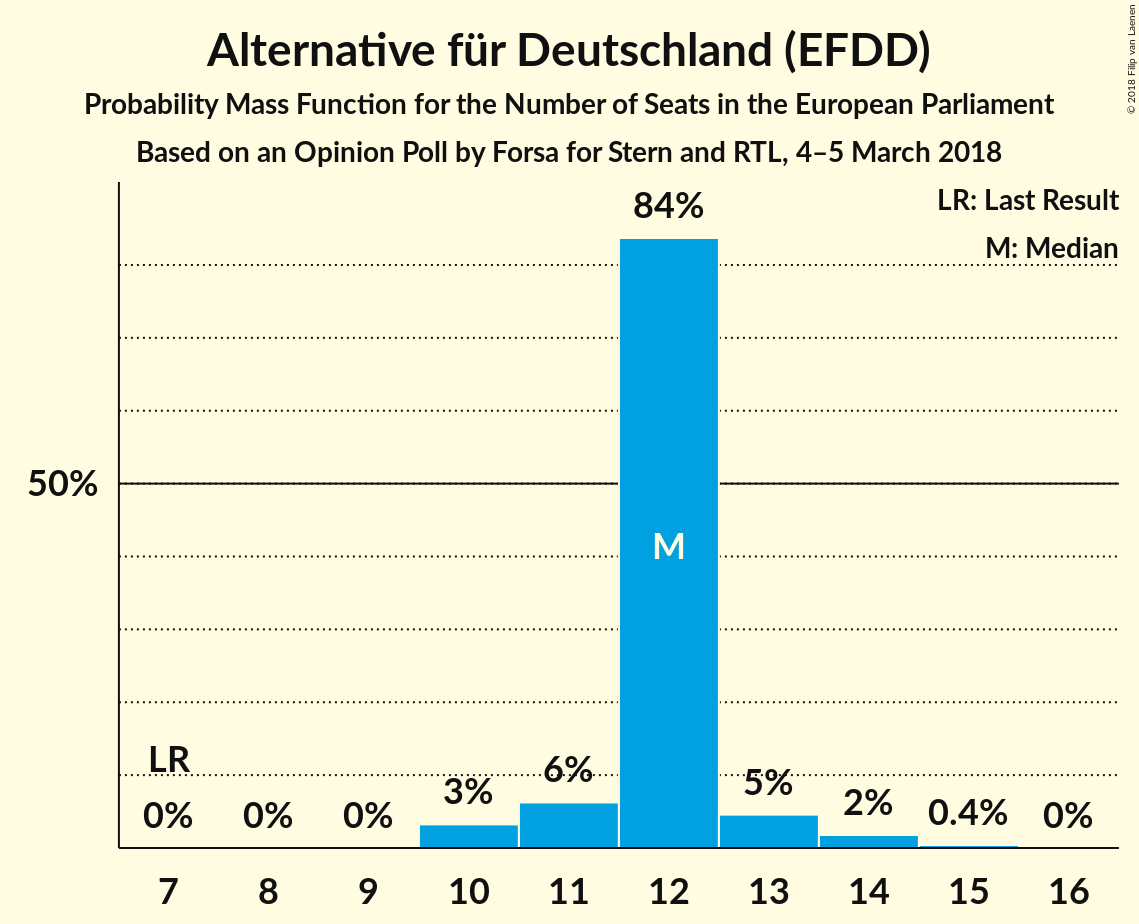 Alternative für Deutschland (EFDD)
Probability Mass Function for the Number of Seats in the European Parliament
Based on an Opinion Poll by Forsa for Stern and RTL, 4–5 March 2018
© 2018 Filip van Laenen
LR: Last Result
M: Median
84%
50%
M
LR
0% 0% 0% 3% 6% 5% 2% 0.4% 0%
7 8 9 10 11 12 13 14 15 16